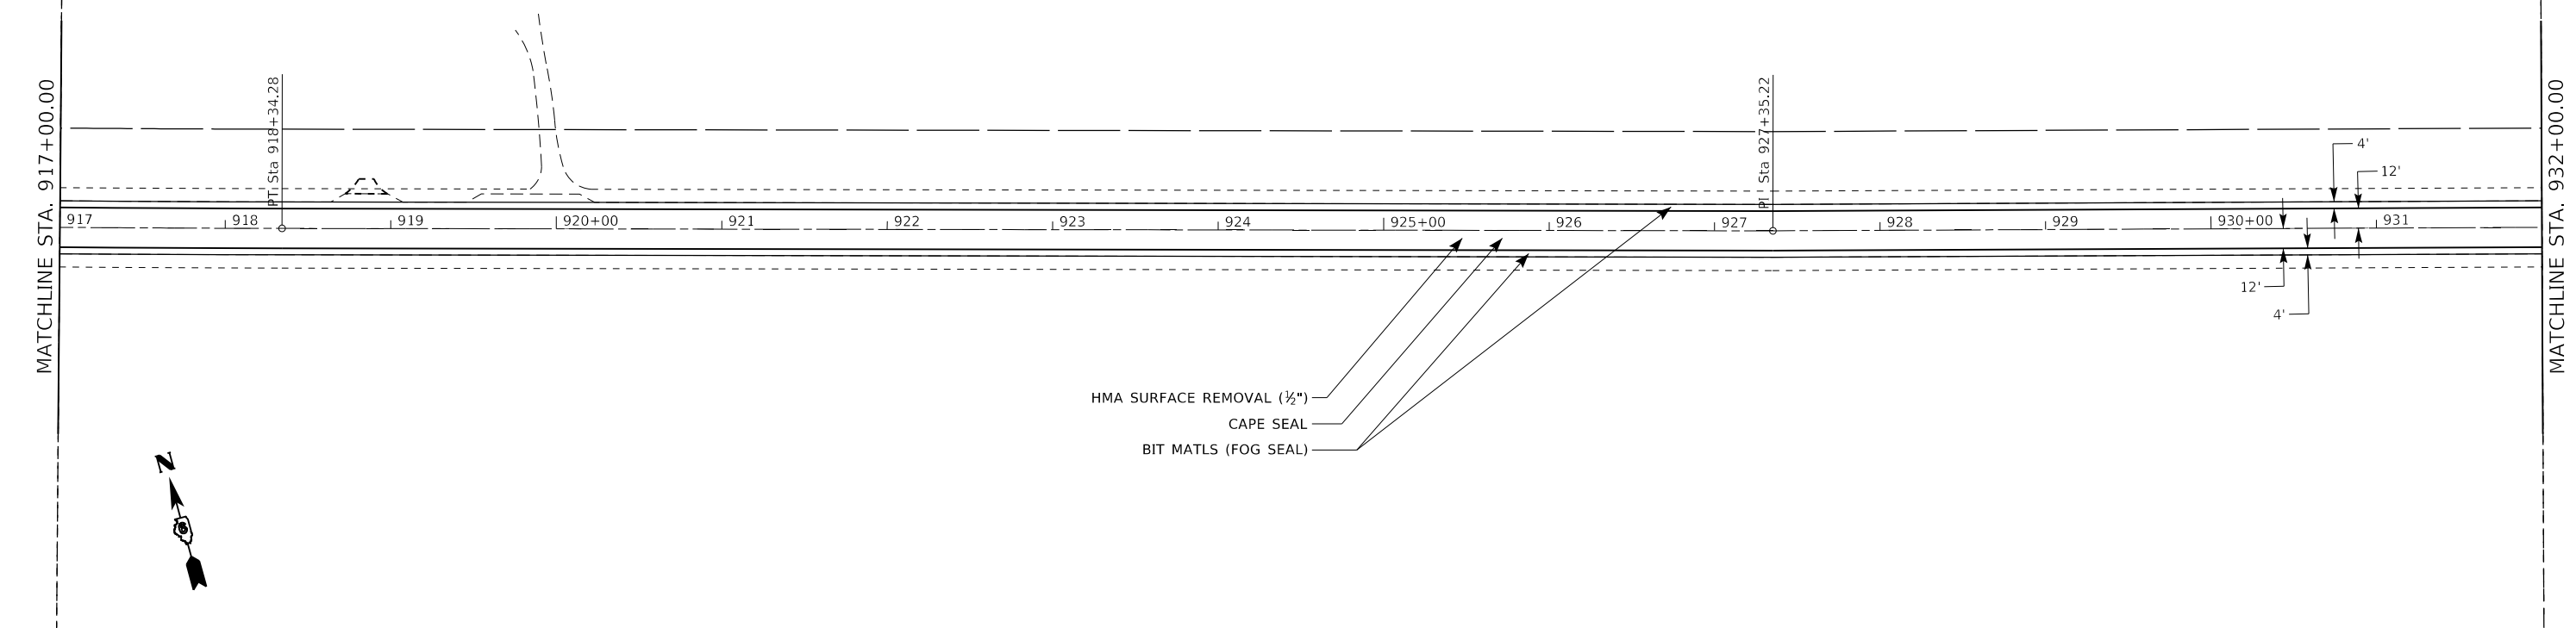 MATCHLINE STA. 917+00.00
PT Sta 918+34.28
PI Sta 927+35.22
MATCHLINE STA. 932+00.00
4'
12'
917 918 919 920+00 921 922 923 924 925+00 926 927 928 929 930+00 931
12'
4'
HMA SURFACE REMOVAL (½")
CAPE SEAL
BIT MATLS (FOG SEAL)
N